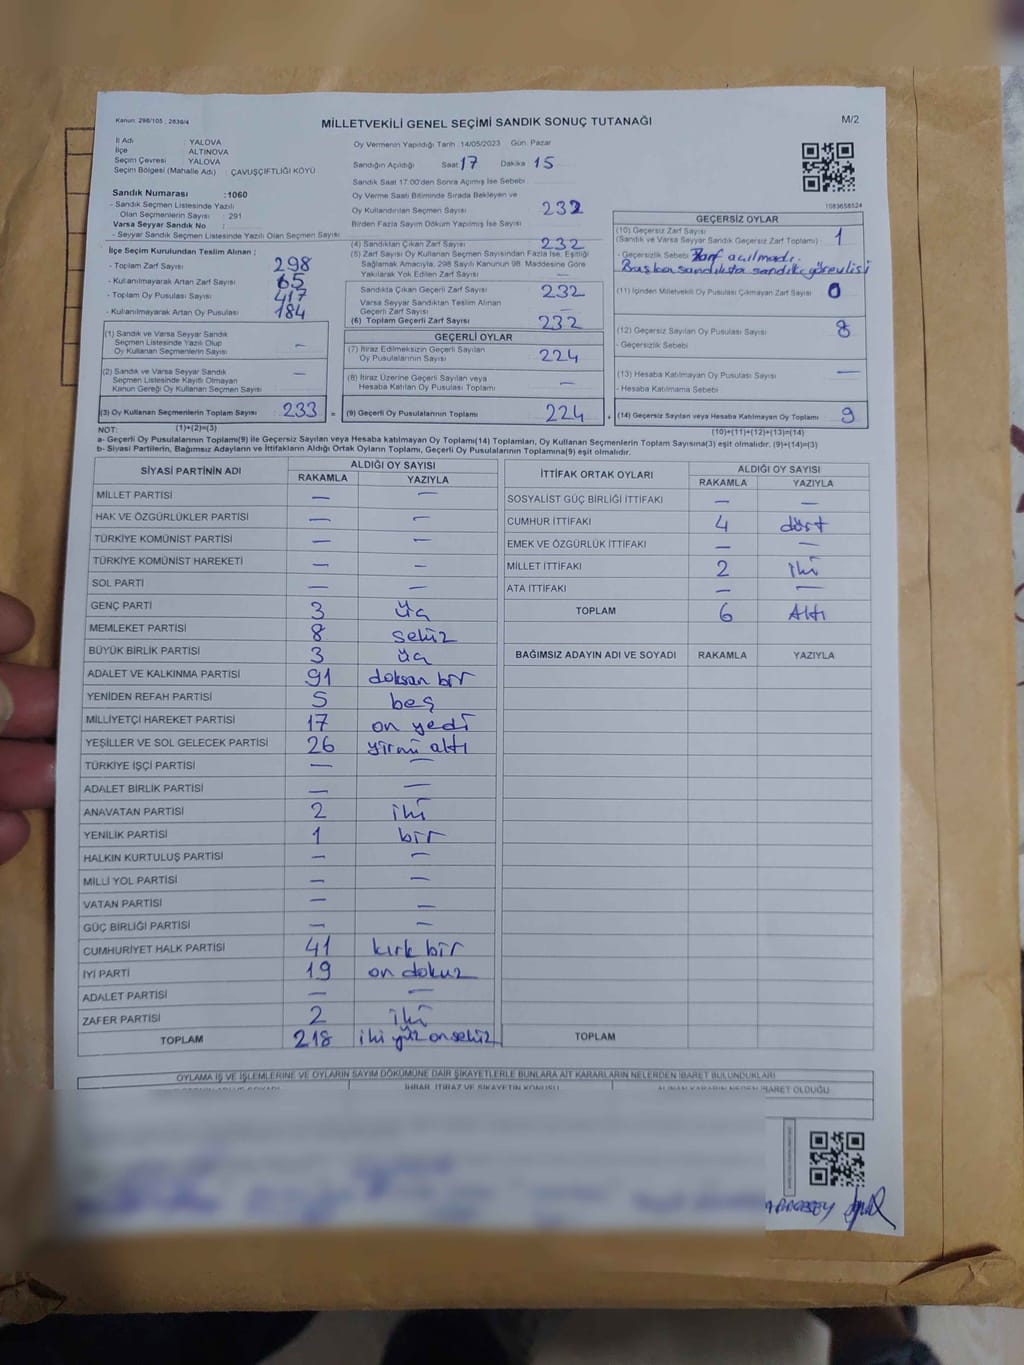 Kanun: 298/105 ; 2839/4
MİLLETVEKİLİ GENEL SEÇİMİ SANDIK SONUÇ TUTANAĞI
M/2
İl Adı : YALOVA
İlçe : ALTINOVA
Seçim Çevresi : YALOVA
Seçim Bölgesi (Mahalle Adı) : ÇAVUŞÇİFTLİĞİ KÖYÜ
Sandık Numarası :1060
- Sandık Seçmen Listesinde Yazılı
Olan Seçmenlerin Sayısı : 291
Varsa Seyyar Sandık No :
- Seyyar Sandık Seçmen Listesinde Yazılı Olan Seçmen Sayısı
Oy Vermenin Yapıldığı Tarih :14/05/2023 Gün: Pazar
Sandığın Açıldığı Saat: 17 Dakika: 15
Sandık Saat 17:00'den Sonra Açılmış İse Sebebi
Oy Verme Saati Bitiminde Sırada Bekleyen ve
Oy Kullandırılan Seçmen Sayısı 232
Birden Fazla Sayım Döküm Yapılmış İse Sayısı
1083658524
İlçe Seçim Kurulundan Teslim Alınan ;
- Toplam Zarf Sayısı : 298
- Kullanılmayarak Artan Zarf Sayısı : 65
- Toplam Oy Pusulası Sayısı : 417
- Kullanılmayarak Artan Oy Pusulası : 184
(1) Sandık ve Varsa Seyyar Sandık
Seçmen Listesinde Yazılı Olup
Oy Kullanan Seçmenlerin Sayısı —
(2) Sandık ve Varsa Seyyar Sandık
Seçmen Listesinde Kayıtlı Olmayan
Kanun Gereği Oy Kullanan Seçmen Sayısı —
(3) Oy Kullanan Seçmenlerin Toplam Sayısı 233 =
(1)+(2)=(3)
(4) Sandıktan Çıkan Zarf Sayısı 232
(5) Zarf Sayısı Oy Kullanan Seçmen Sayısından Fazla İse, Eşitliği
Sağlamak Amacıyla, 298 Sayılı Kanunun 98. Maddesine Göre
Yakılarak Yok Edilen Zarf Sayısı —
Sandıkta Çıkan Geçerli Zarf Sayısı 232
Varsa Seyyar Sandıktan Teslim Alınan
Geçerli Zarf Sayısı —
(6) Toplam Geçerli Zarf Sayısı 232
GEÇERLİ OYLAR
(7) İtiraz Edilmeksizin Geçerli Sayılan
Oy Pusulalarının Sayısı 224
(8) İtiraz Üzerine Geçerli Sayılan veya
Hesaba Katılan Oy Pusulası Toplamı —
(9) Geçerli Oy Pusulalarının Toplamı 224 +
GEÇERSİZ OYLAR
(10) Geçersiz Zarf Sayısı
(Sandık ve Varsa Seyyar Sandık Geçersiz Zarf Toplamı) 1
- Geçersizlik Sebebi Zarf açılmadı.
Başka sandıkta sandık görevlisi
(11) İçinden Milletvekili Oy Pusulası Çıkmayan Zarf Sayısı 0
(12) Geçersiz Sayılan Oy Pusulası Sayısı 8
- Geçersizlik Sebebi
(13) Hesaba Katılmayan Oy Pusulası Sayısı —
- Hesaba Katılmama Sebebi
(14) Geçersiz Sayılan veya Hesaba Katılmayan Oy Toplamı 9
(10)+(11)+(12)+(13)=(14)
NOT:
a- Geçerli Oy Pusulalarının Toplamı(9) ile Geçersiz Sayılan veya Hesaba katılmayan Oy Toplamı(14) Toplamları, Oy Kullanan Seçmenlerin Toplam Sayısına(3) eşit olmalıdır. (9)+(14)=(3)
b- Siyasi Partilerin, Bağımsız Adayların ve İttifakların Aldığı Ortak Oyların Toplamı, Geçerli Oy Pusulalarının Toplamına(9) eşit olmalıdır.
SİYASİ PARTİNİN ADI ALDIĞI OY SAYISI
RAKAMLA YAZIYLA
MİLLET PARTİSİ — —
HAK VE ÖZGÜRLÜKLER PARTİSİ — —
TÜRKİYE KOMÜNİST PARTİSİ — —
TÜRKİYE KOMÜNİST HAREKETİ — —
SOL PARTİ — —
GENÇ PARTİ 3 üç
MEMLEKET PARTİSİ 8 sekiz
BÜYÜK BİRLİK PARTİSİ 3 üç
ADALET VE KALKINMA PARTİSİ 91 doksan bir
YENİDEN REFAH PARTİSİ 5 beş
MİLLİYETÇİ HAREKET PARTİSİ 17 on yedi
YEŞİLLER VE SOL GELECEK PARTİSİ 26 yirmi altı
TÜRKİYE İŞÇİ PARTİSİ — —
ADALET BİRLİK PARTİSİ — —
ANAVATAN PARTİSİ 2 iki
YENİLİK PARTİSİ 1 bir
HALKIN KURTULUŞ PARTİSİ — —
MİLLİ YOL PARTİSİ — —
VATAN PARTİSİ — —
GÜÇ BİRLİĞİ PARTİSİ — —
CUMHURİYET HALK PARTİSİ 41 kırk bir
İYİ PARTİ 19 on dokuz
ADALET PARTİSİ — —
ZAFER PARTİSİ 2 iki
TOPLAM 218 iki yüz on sekiz
İTTİFAK ORTAK OYLARI ALDIĞI OY SAYISI
RAKAMLA YAZIYLA
SOSYALİST GÜÇ BİRLİĞİ İTTİFAKI — —
CUMHUR İTTİFAKI 4 dört
EMEK VE ÖZGÜRLÜK İTTİFAKI — —
MİLLET İTTİFAKI 2 iki
ATA İTTİFAKI — —
TOPLAM 6 Altı
BAĞIMSIZ ADAYIN ADI VE SOYADI RAKAMLA YAZIYLA
TOPLAM
OYLAMA İŞ VE İŞLEMLERİNE VE OYLARIN SAYIM DÖKÜMÜNE DAİR ŞİKAYETLERLE BUNLARA AİT KARARLARIN NELERDEN İBARET BULUNDUKLARI
İHBAR, İTİRAZ VE ŞİKAYETİN KONUSU ALINAN KARARIN NEDEN İBARET OLDUĞU